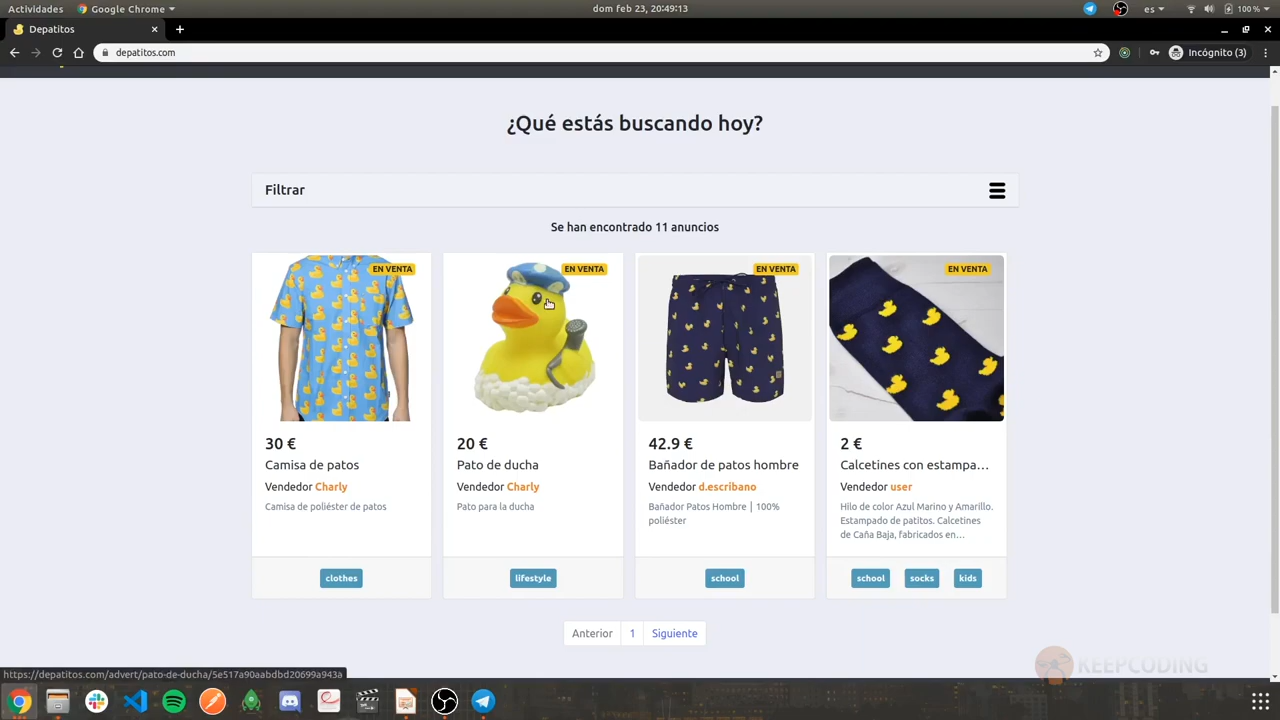 Actividades
Google Chrome
dom feb 23, 20:49:13
es
100 %
Depatitos
depatitos.com
Incógnito (3)
¿Qué estás buscando hoy?
Filtrar
Se han encontrado 11 anuncios
EN VENTA
30 €
Camisa de patos
Vendedor Charly
Camisa de poliéster de patos
clothes
EN VENTA
20 €
Pato de ducha
Vendedor Charly
Pato para la ducha
lifestyle
EN VENTA
42.9 €
Bañador de patos hombre
Vendedor d.escribano
Bañador Patos Hombre | 100%
poliéster
school
EN VENTA
2 €
Calcetines con estampa...
Vendedor user
Hilo de color Azul Marino y Amarillo.
Estampado de patitos. Calcetines
de Caña Baja, fabricados en...
school socks kids
Anterior 1 Siguiente
KEEPCODING
https://depatitos.com/advert/pato-de-ducha/5e517a90aabdbd20699a943a